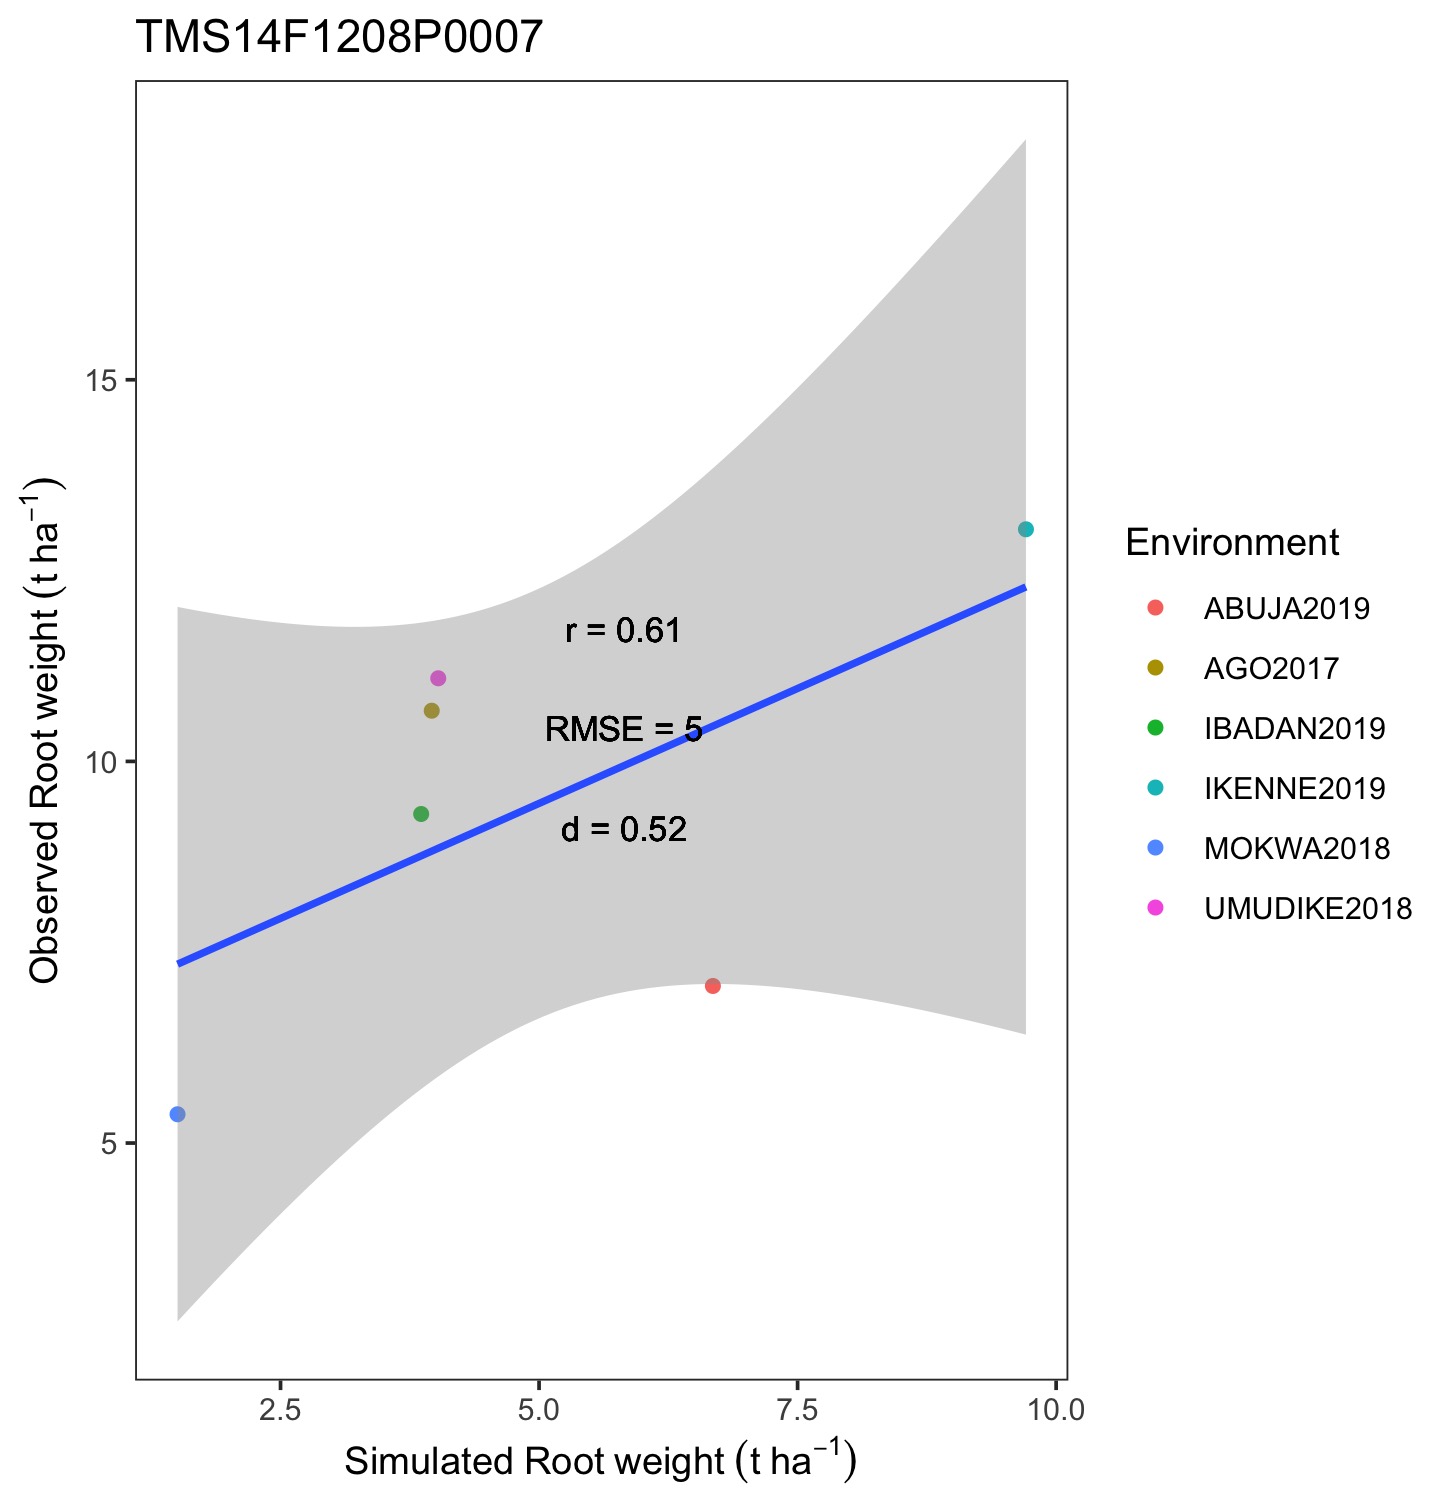 TMS14F1208P0007
Observed Root weight (t ha⁻¹)
15
10
5
r = 0.61
RMSE = 5
d = 0.52
2.5
5.0
7.5
10.0
Simulated Root weight (t ha⁻¹)
Environment
ABUJA2019
AGO2017
IBADAN2019
IKENNE2019
MOKWA2018
UMUDIKE2018